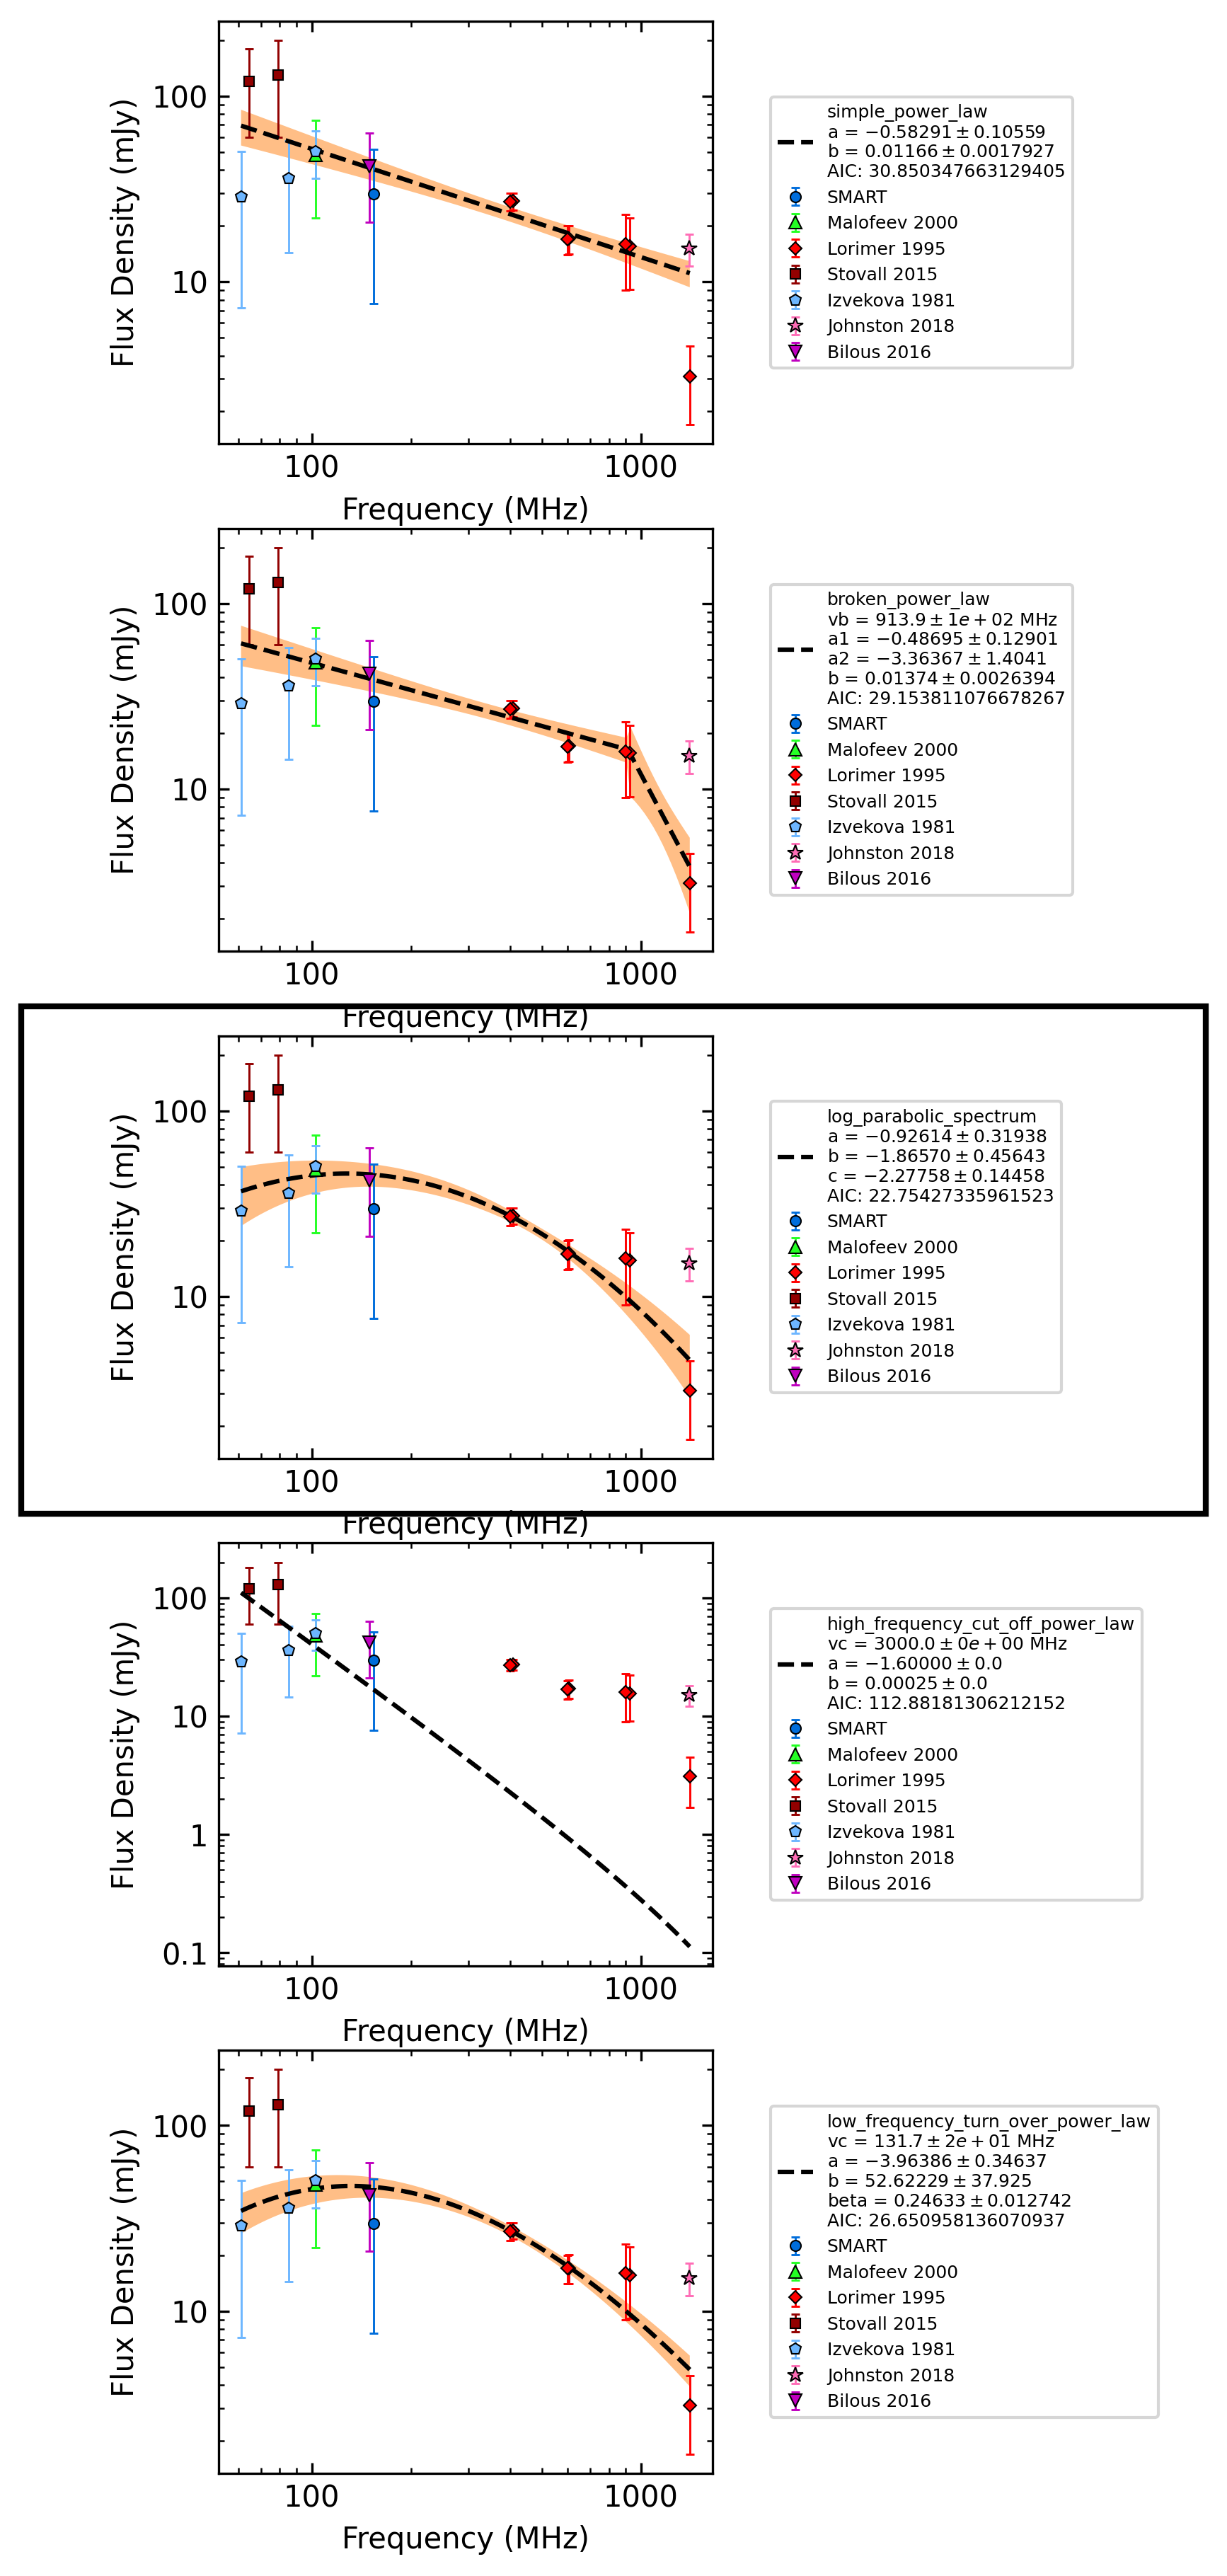 100
10
Flux Density (mJy)
100
1000
Frequency (MHz)
simple_power_law
a = −0.58291 ± 0.10559
b = 0.01166 ± 0.0017927
AIC: 30.850347663129405
SMART
Malofeev 2000
Lorimer 1995
Stovall 2015
Izvekova 1981
Johnston 2018
Bilous 2016
100
10
Flux Density (mJy)
100
1000
Frequency (MHz)
broken_power_law
vb = 913.9 ± 1e + 02 MHz
a1 = −0.48695 ± 0.12901
a2 = −3.36367 ± 1.4041
b = 0.01374 ± 0.0026394
AIC: 29.153811076678267
SMART
Malofeev 2000
Lorimer 1995
Stovall 2015
Izvekova 1981
Johnston 2018
Bilous 2016
100
10
Flux Density (mJy)
100
1000
Frequency (MHz)
log_parabolic_spectrum
a = −0.92614 ± 0.31938
b = −1.86570 ± 0.45643
c = −2.27758 ± 0.14458
AIC: 22.75427335961523
SMART
Malofeev 2000
Lorimer 1995
Stovall 2015
Izvekova 1981
Johnston 2018
Bilous 2016
100
10
1
0.1
Flux Density (mJy)
100
1000
Frequency (MHz)
high_frequency_cut_off_power_law
vc = 3000.0 ± 0e + 00 MHz
a = −1.60000 ± 0.0
b = 0.00025 ± 0.0
AIC: 112.88181306212152
SMART
Malofeev 2000
Lorimer 1995
Stovall 2015
Izvekova 1981
Johnston 2018
Bilous 2016
100
10
Flux Density (mJy)
100
1000
Frequency (MHz)
low_frequency_turn_over_power_law
vc = 131.7 ± 2e + 01 MHz
a = −3.96386 ± 0.34637
b = 52.62229 ± 37.925
beta = 0.24633 ± 0.012742
AIC: 26.650958136070937
SMART
Malofeev 2000
Lorimer 1995
Stovall 2015
Izvekova 1981
Johnston 2018
Bilous 2016